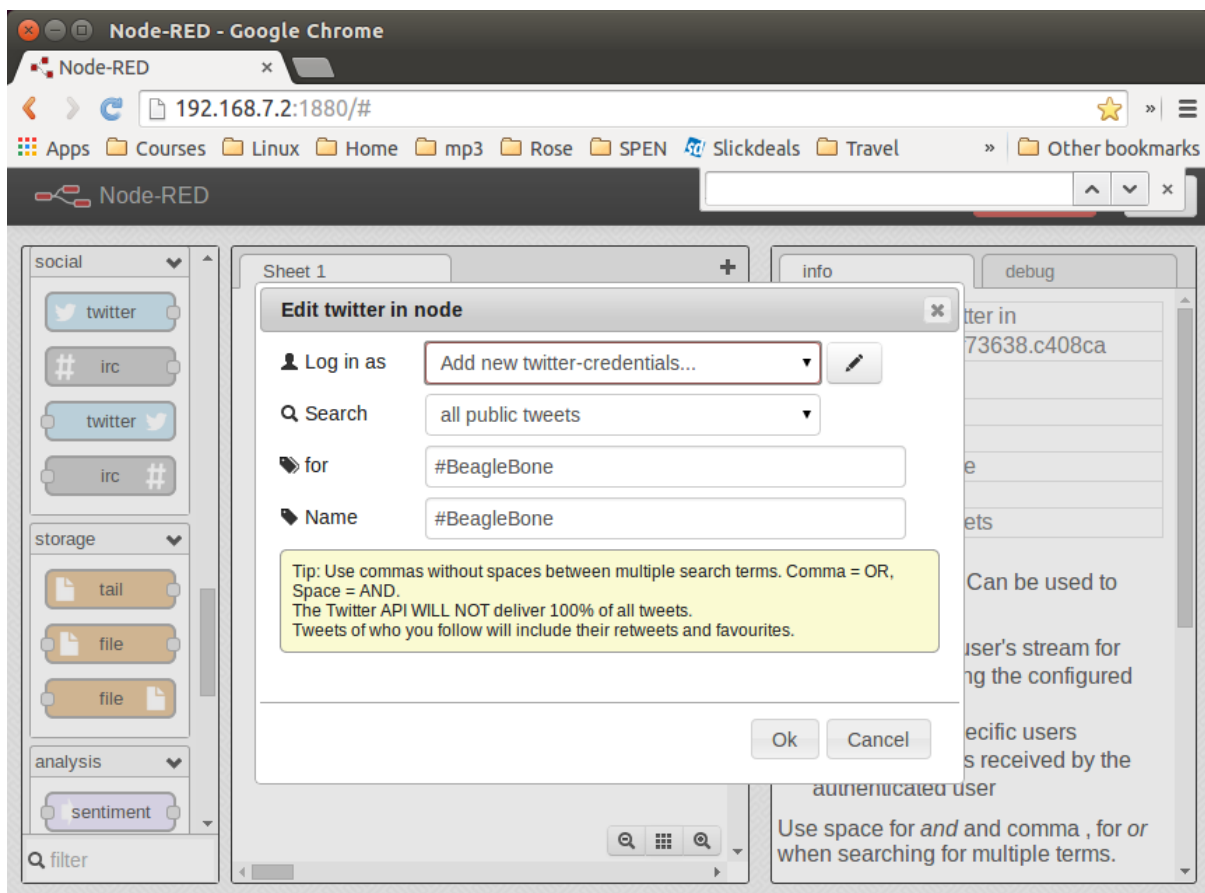 Node-RED - Google Chrome
Node-RED
192.168.7.2:1880/#
Apps Courses Linux Home mp3 Rose SPEN Slickdeals Travel » Other bookmarks
Node-RED
social
twitter
irc
twitter
irc
storage
tail
file
file
analysis
sentiment
filter
Sheet 1
Edit twitter in node
Log in as Add new twitter-credentials...
Search all public tweets
for #BeagleBone
Name #BeagleBone
Tip: Use commas without spaces between multiple search terms. Comma = OR,
Space = AND.
The Twitter API WILL NOT deliver 100% of all tweets.
Tweets of who you follow will include their retweets and favourites.
Ok Cancel
info debug
tter in
73638.c408ca
e
ets
Can be used to
user's stream for
ng the configured
ecific users
s received by the
authenticated user
Use space for and and comma , for or
when searching for multiple terms.